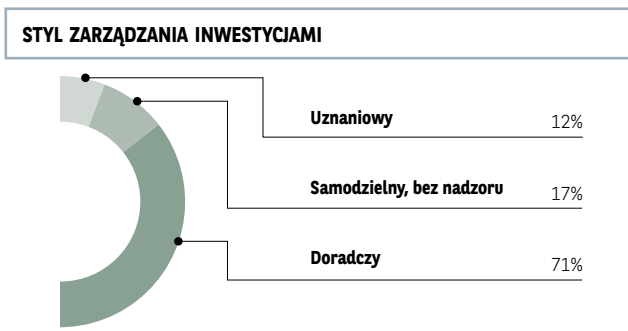 STYL ZARZĄDZANIA INWESTYCJAMI
Uznaniowy 12%
Samodzielny, bez nadzoru 17%
Doradczy 71%